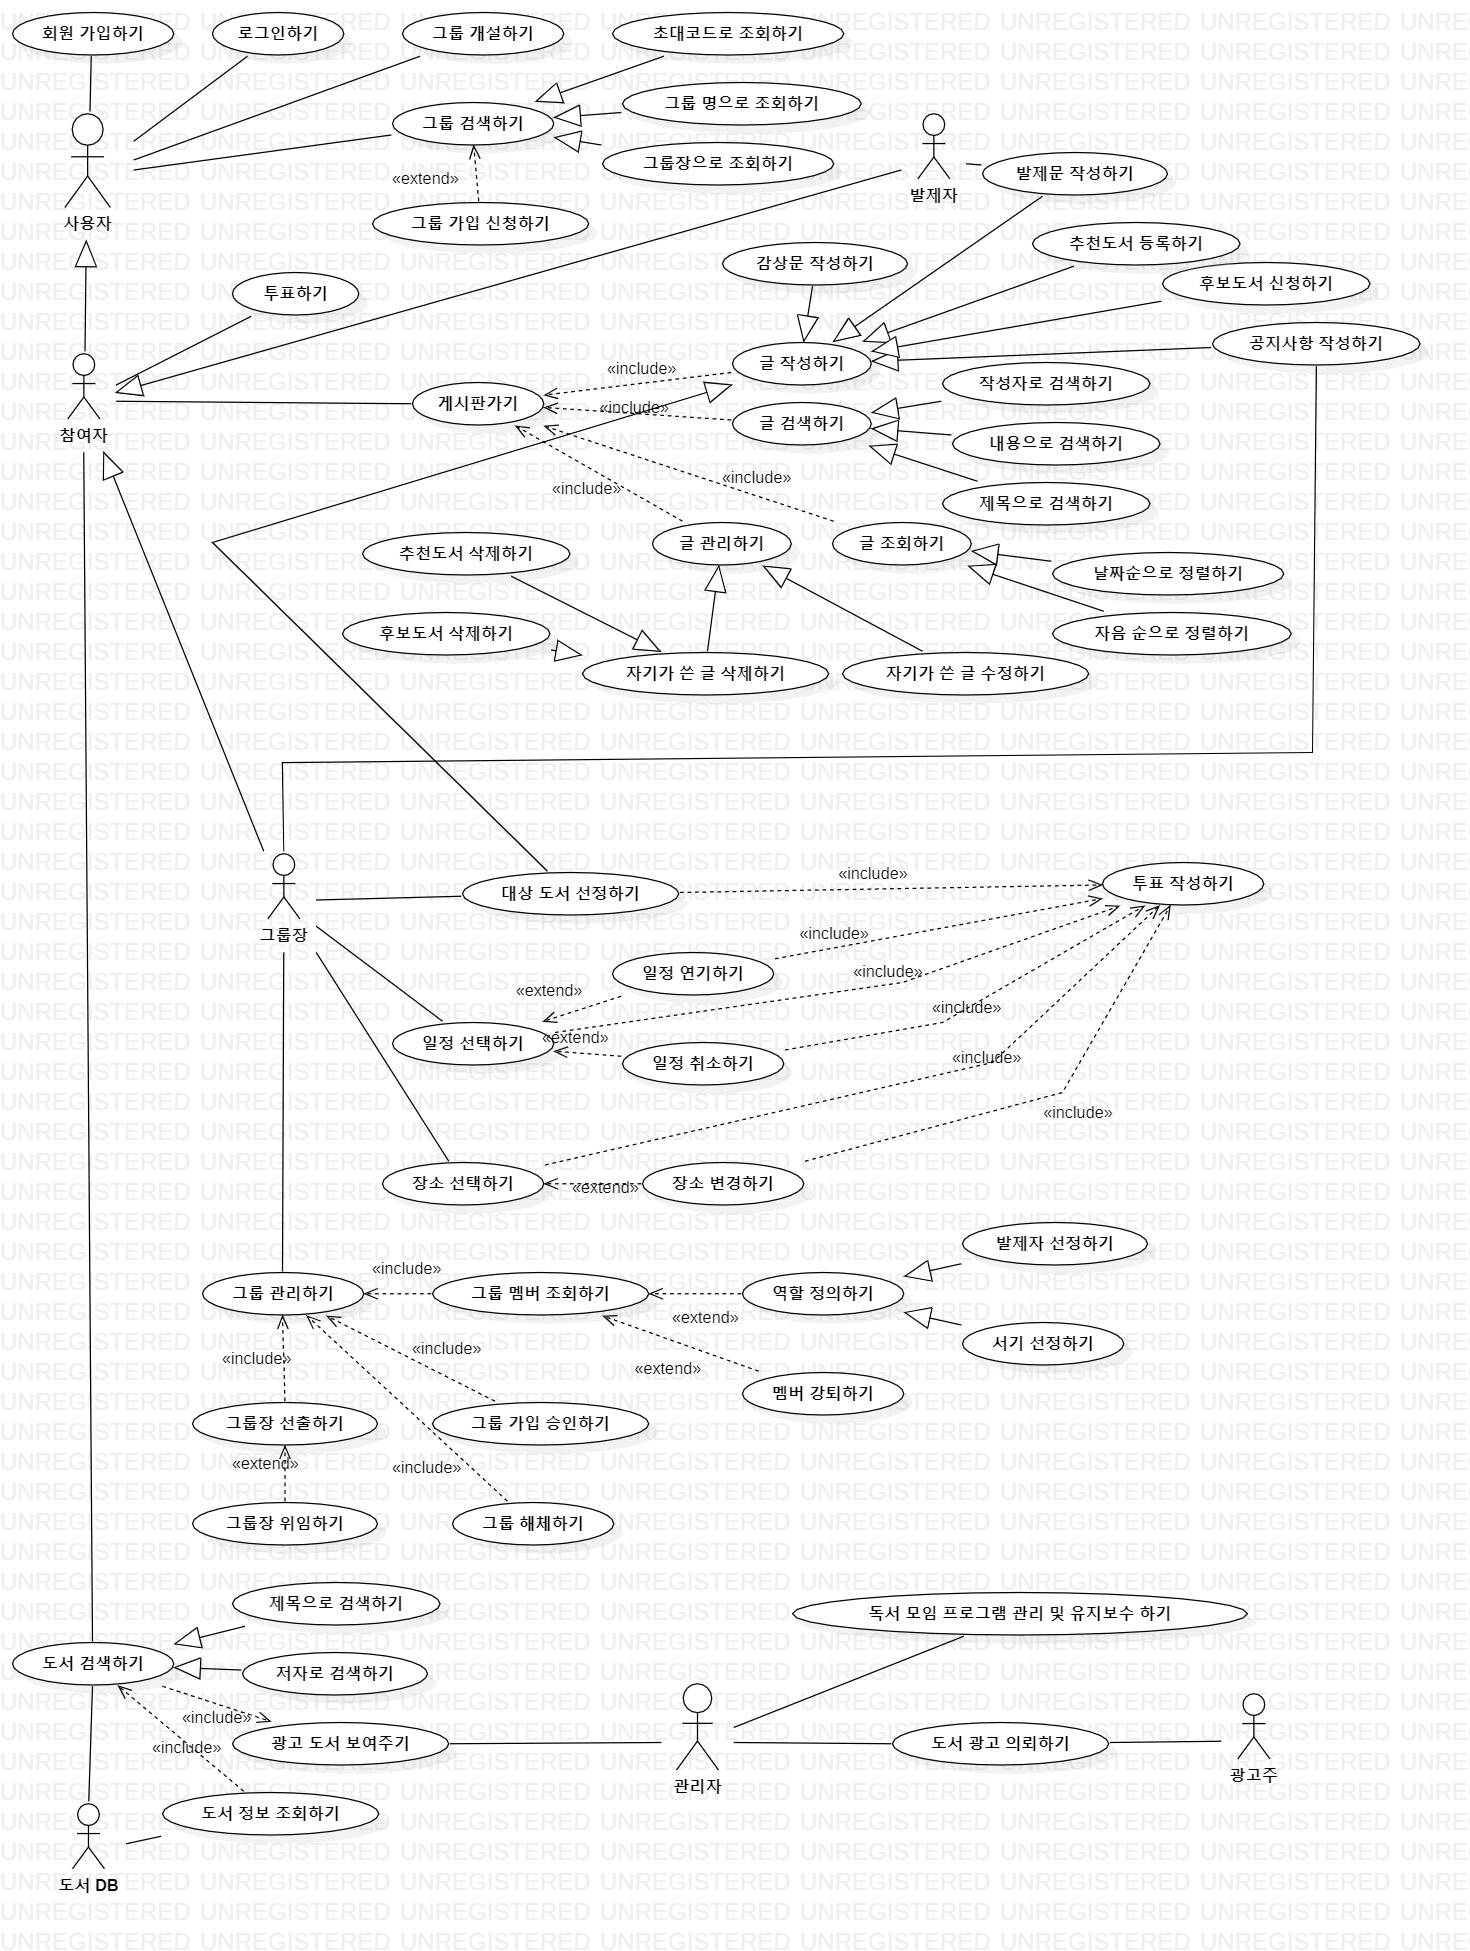 회원 가입하기
로그인하기
그룹 개설하기
초대코드로 조회하기
그룹 명으로 조회하기
그룹 검색하기
그룹장으로 조회하기
«extend»
발제문 작성하기
발제자
사용자
그룹 가입 신청하기
추천도서 등록하기
감상문 작성하기
후보도서 신청하기
투표하기
공지사항 작성하기
글 작성하기
«include»
작성자로 검색하기
게시판가기
«include»
글 검색하기
참여자
내용으로 검색하기
«include»
«include»
제목으로 검색하기
추천도서 삭제하기
글 관리하기
글 조회하기
날짜순으로 정렬하기
후보도서 삭제하기
자음 순으로 정렬하기
자기가 쓴 글 삭제하기
자기가 쓴 글 수정하기
«include»
투표 작성하기
대상 도서 선정하기
그룹장
«include»
일정 연기하기
«include»
«extend»
«include»
일정 선택하기
«extend»
일정 취소하기
«include»
«include»
장소 선택하기
«extend»
장소 변경하기
발제자 선정하기
«include»
그룹 관리하기
그룹 멤버 조회하기
역할 정의하기
«extend»
서기 선정하기
«include»
«include»
«extend»
멤버 강퇴하기
그룹장 선출하기
그룹 가입 승인하기
«extend»
«include»
그룹장 위임하기
그룹 해체하기
제목으로 검색하기
독서 모임 프로그램 관리 및 유지보수 하기
도서 검색하기
저자로 검색하기
«include»
«include»
광고 도서 보여주기
도서 광고 의뢰하기
관리자
광고주
도서 정보 조회하기
도서 DB
UNREGISTERED